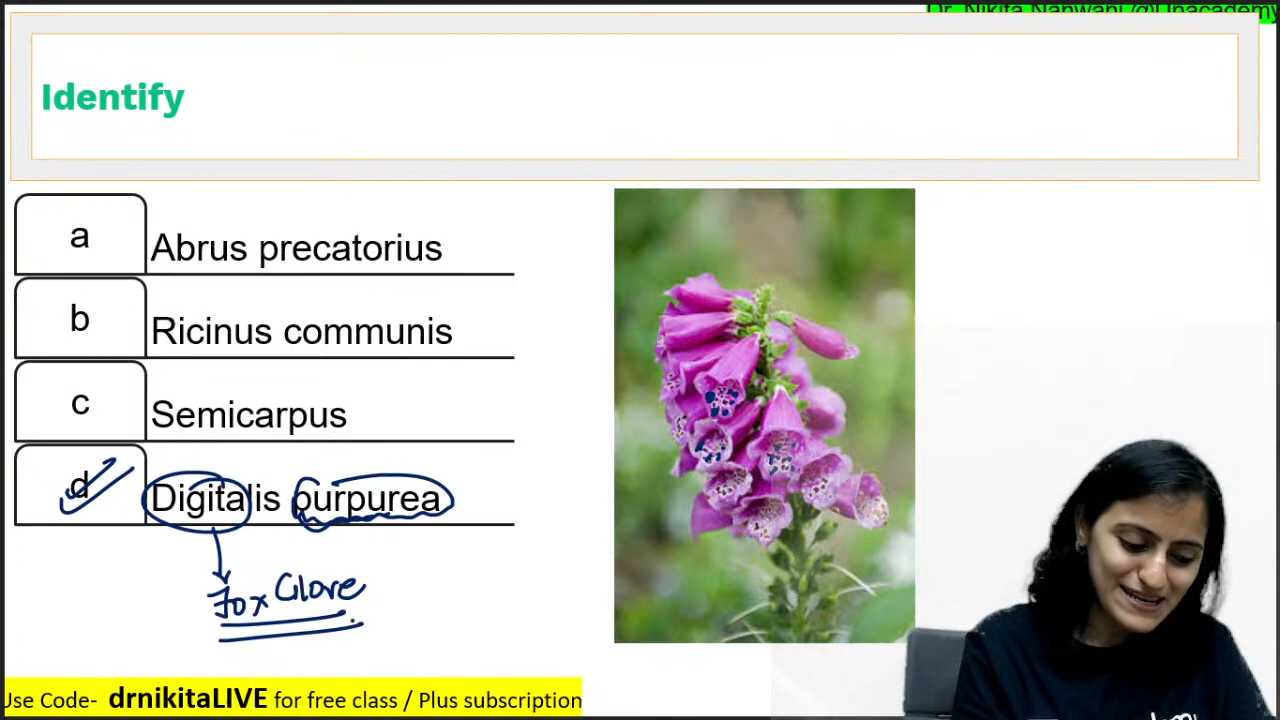 Dr. Nikita Nanwani @Unacademy
Identify
a Abrus precatorius
b Ricinus communis
c Semicarpus
d Digitalis purpurea
Fox Glove
Use Code- drnikitaLIVE for free class / Plus subscription